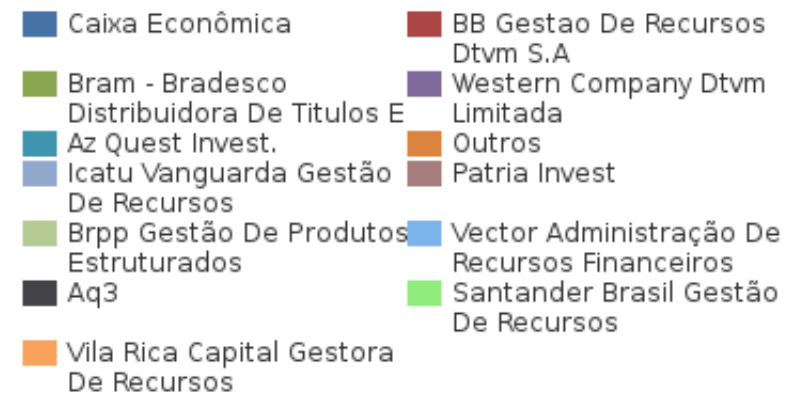 Caixa Econômica
BB Gestao De Recursos
Dtvm S.A
Bram - Bradesco
Distribuidora De Titulos E
Western Company Dtvm
Limitada
Az Quest Invest.
Outros
Icatu Vanguarda Gestão
De Recursos
Patria Invest
Brpp Gestão De Produtos
Estruturados
Vector Administração De
Recursos Financeiros
Aq3
Santander Brasil Gestão
De Recursos
Vila Rica Capital Gestora
De Recursos